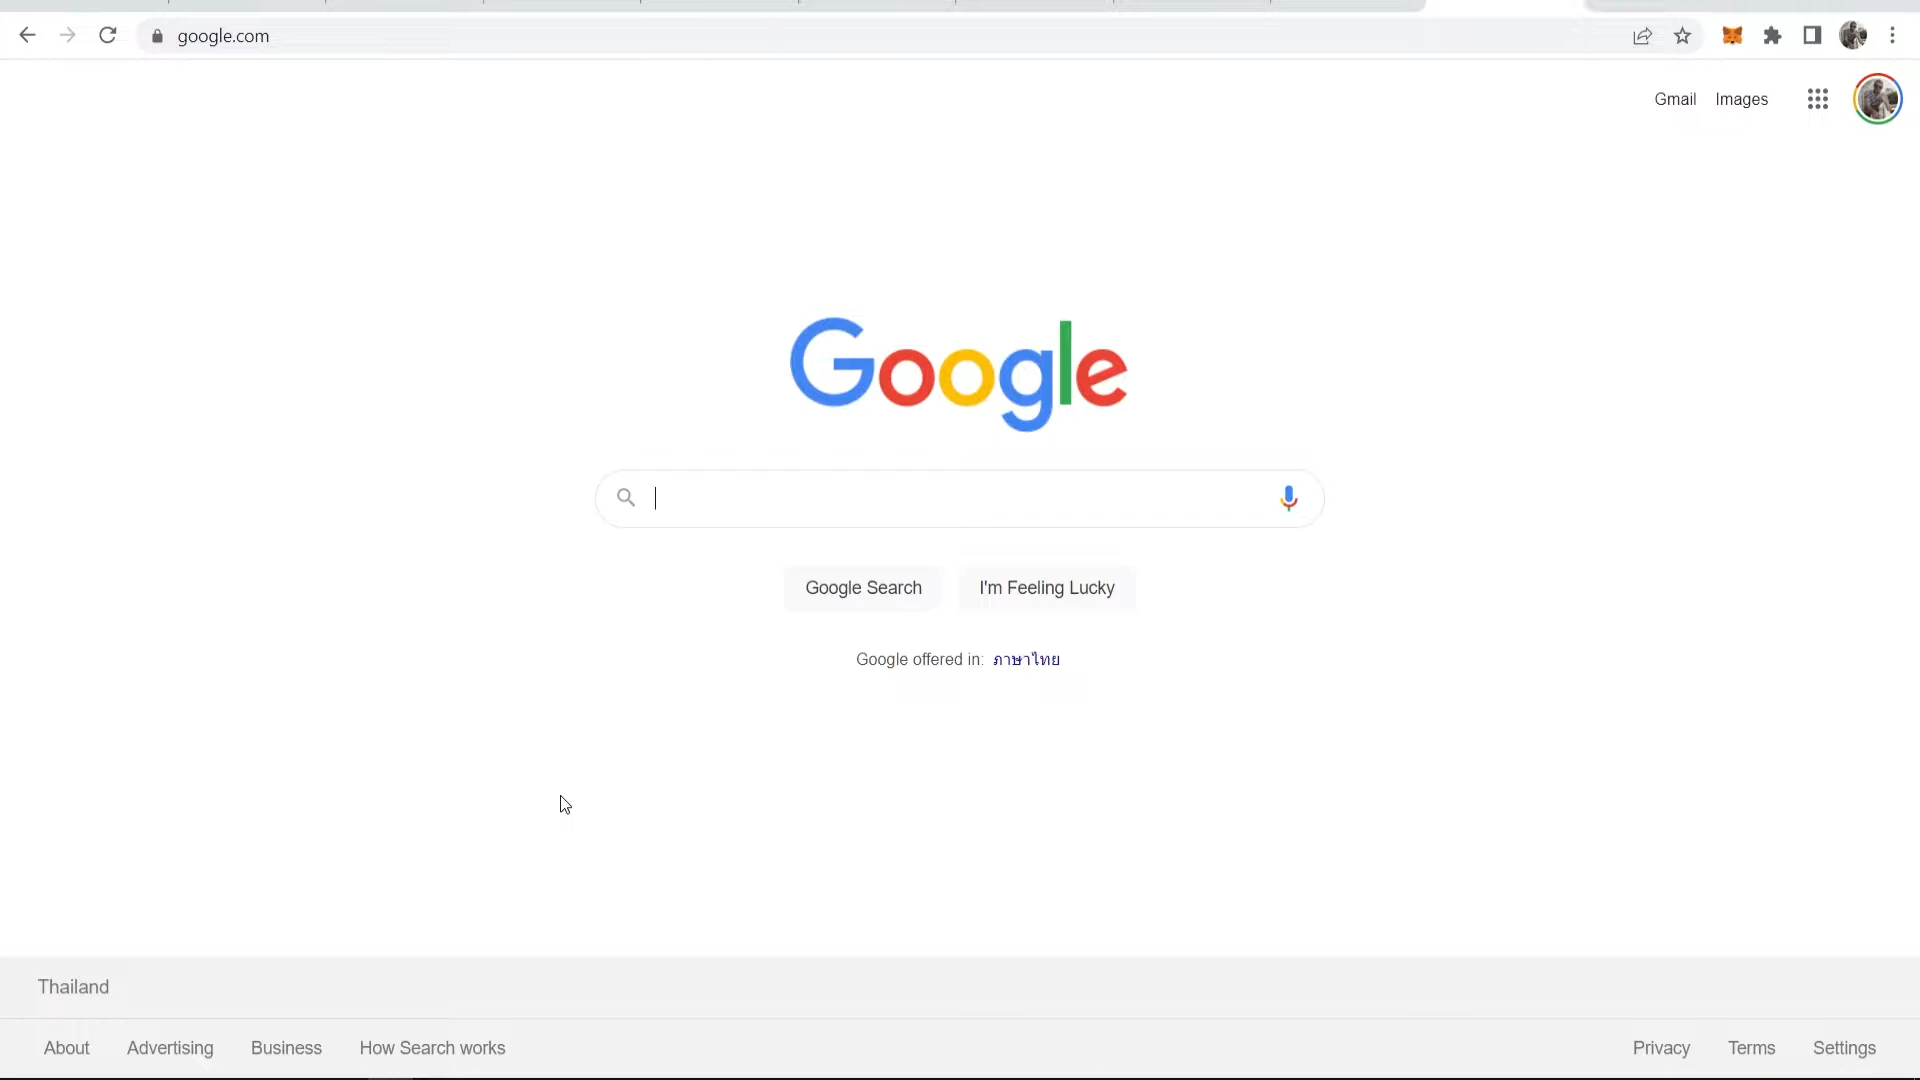 google.com
Gmail Images
Google
Google Search I'm Feeling Lucky
Google offered in: ภาษาไทย
Thailand
About Advertising Business How Search works Privacy Terms Settings